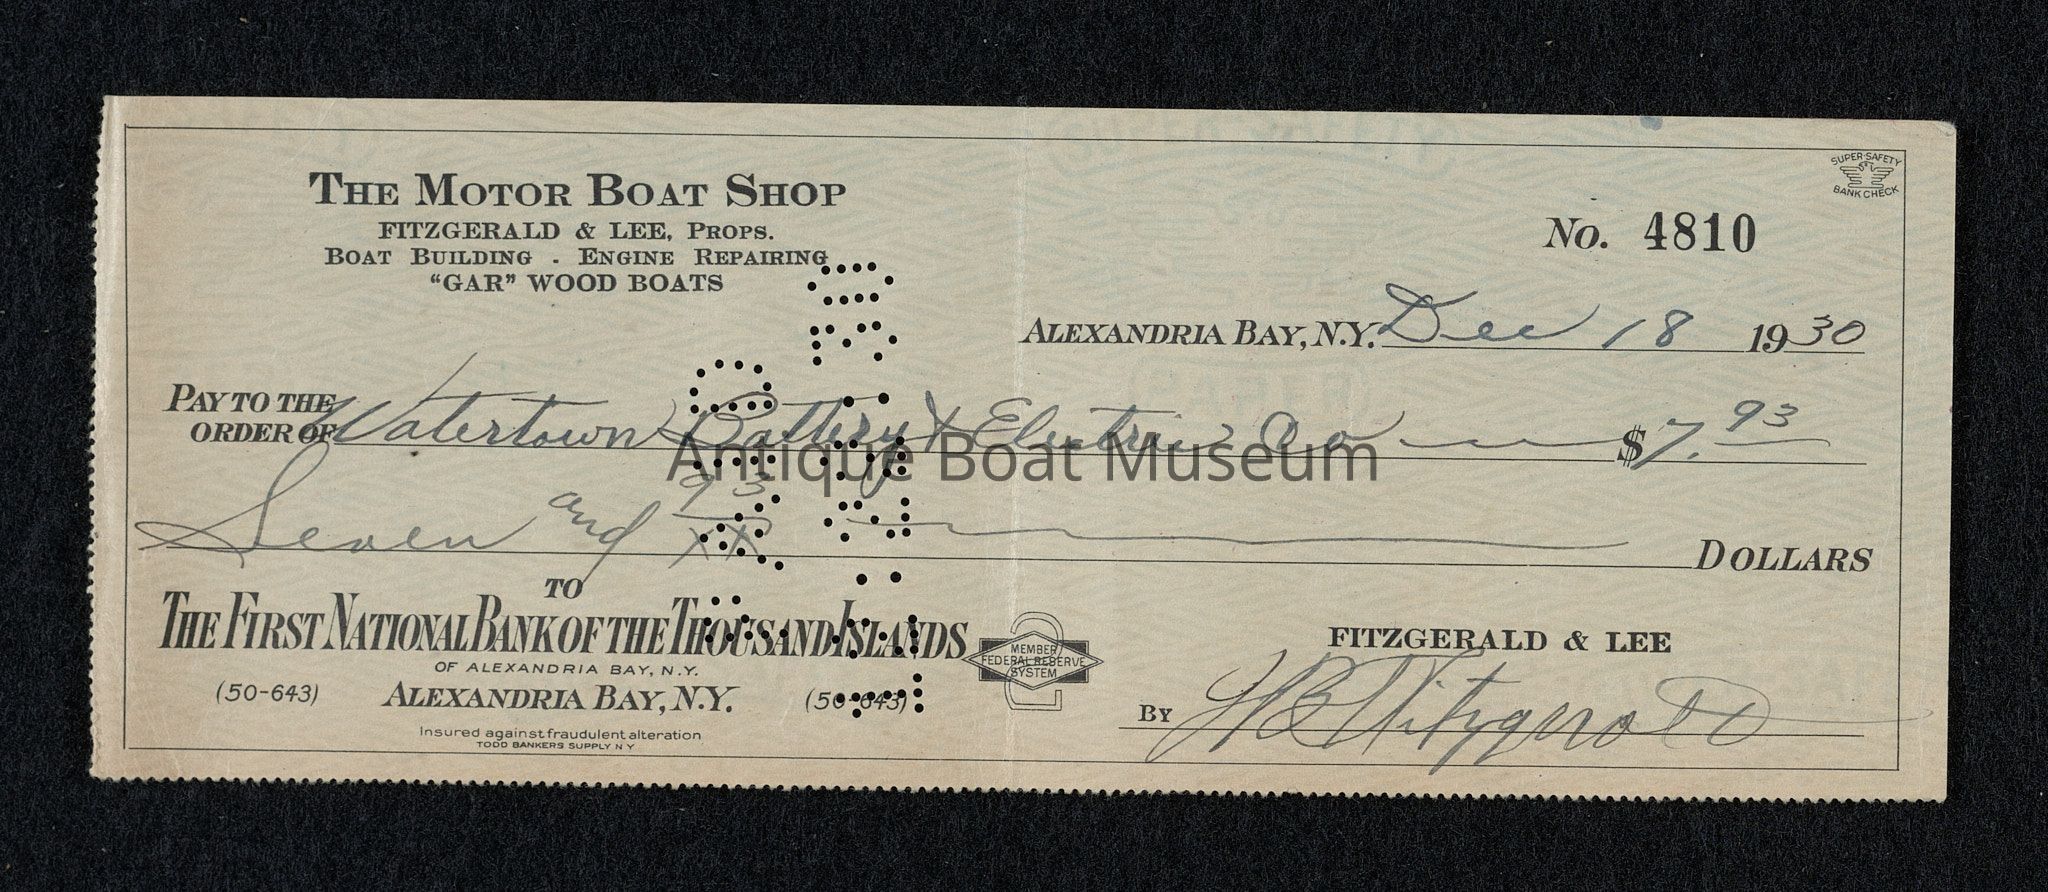 THE MOTOR BOAT SHOP
FITZGERALD & LEE, PROPS.
BOAT BUILDING . ENGINE REPAIRING
"GAR" WOOD BOATS
SUPER-SAFETY
BANK CHECK
No. 4810
ALEXANDRIA BAY, N.Y. Dec 18 1930
PAY TO THE
ORDER OF Watertown Battery & Electric Co $7.93
Antique Boat Museum
Seven and 93/XX DOLLARS
TO
THE FIRST NATIONAL BANK OF THE THOUSAND ISLANDS
OF ALEXANDRIA BAY, N.Y.
(50-643) ALEXANDRIA BAY, N.Y. (50-643)
Insured against fraudulent alteration
TODD BANKERS SUPPLY N Y
MEMBER
FEDERAL RESERVE
SYSTEM
FITZGERALD & LEE
BY H B Fitzgerald